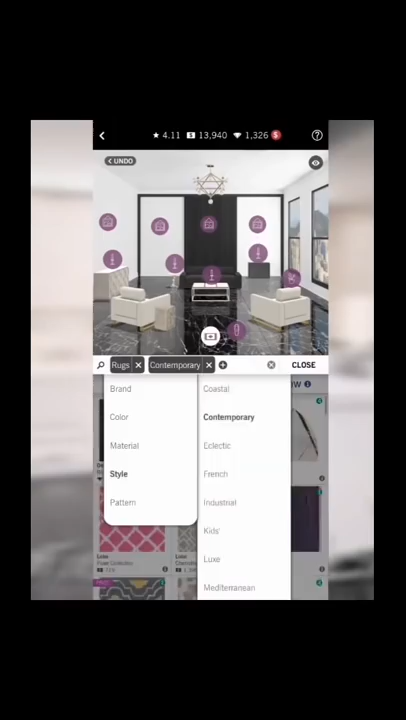 ★ 4.11 13,940 1,326 $ ?
< UNDO
Rugs ✕ Contemporary ✕ CLOSE
Brand
Color
Material
Style
Pattern
Coastal
Contemporary
Eclectic
French
Industrial
Kids'
Luxe
Mediterranean